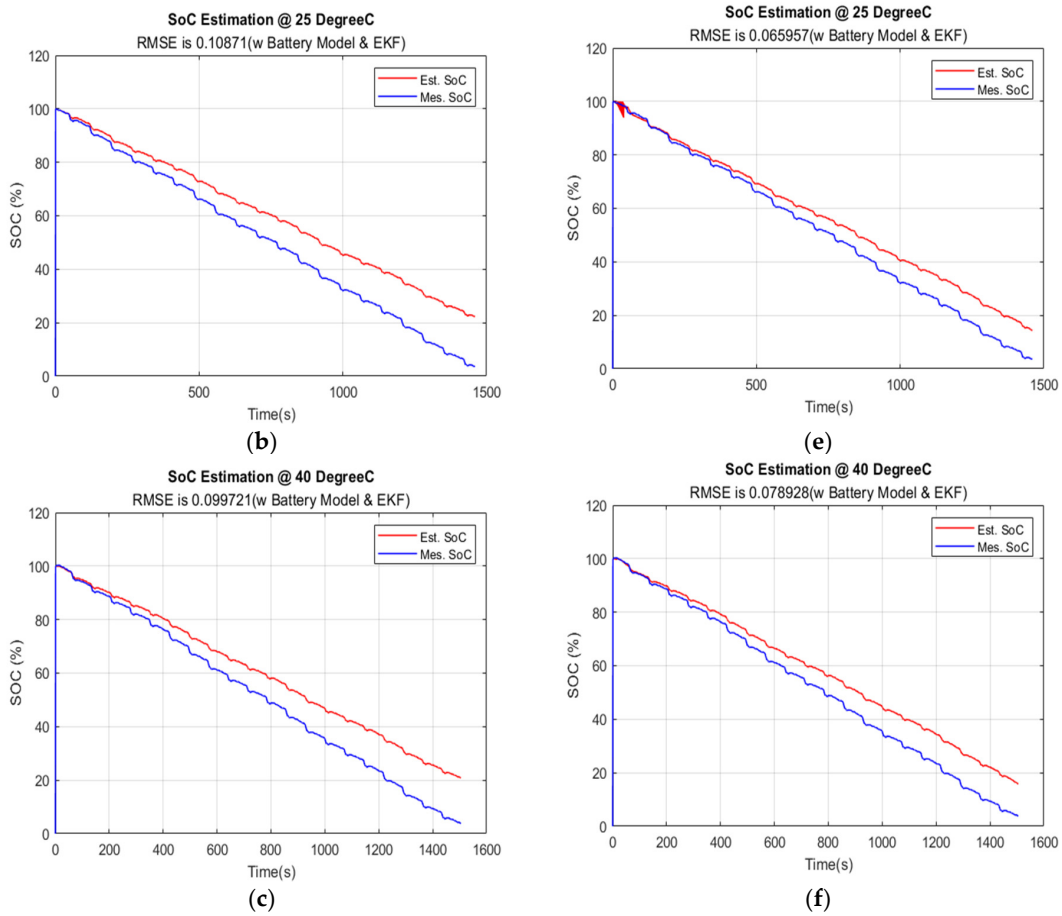 SoC Estimation @ 25 DegreeC
RMSE is 0.10871(w Battery Model & EKF)
120
100
80
60
40
20
0
SOC (%)
Est. SoC
Mes. SoC
0 500 1000 1500
Time(s)
(b)
SoC Estimation @ 25 DegreeC
RMSE is 0.065957(w Battery Model & EKF)
120
100
80
60
40
20
0
SOC (%)
Est. SoC
Mes. SoC
0 500 1000 1500
Time(s)
(e)
SoC Estimation @ 40 DegreeC
RMSE is 0.099721(w Battery Model & EKF)
120
100
80
60
40
20
0
SOC (%)
Est. SoC
Mes. SoC
0 200 400 600 800 1000 1200 1400 1600
Time(s)
(c)
SoC Estimation @ 40 DegreeC
RMSE is 0.078928(w Battery Model & EKF)
120
100
80
60
40
20
0
SOC (%)
Est. SoC
Mes. SoC
0 200 400 600 800 1000 1200 1400 1600
Time(s)
(f)